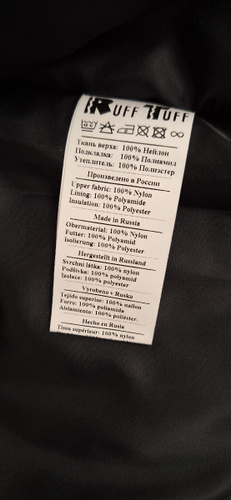 RUFF TUFF
Ткань верха: 100% Нейлон
Подкладка: 100% Полиамид
Утеплитель: 100% Полиэстер
Произведено в России
Upper fabric: 100% Nylon
Lining: 100% Polyamide
Insulation: 100% Polyester
Made in Russia
Obermaterial: 100% Nylon
Futter: 100% Polyamid
Isolierung: 100% Polyester
Hergestellt in Russland
Svrchní látka: 100% nylon
Podšívka: 100% polyamid
Izolace: 100% polyester
Vyrobeno v Rusku
Tejido superior: 100% nailon
Forro: 100% poliamida
Aislamiento: 100% poliéster
Hecho en Rusia
Tissu supérieur: 100% nylon